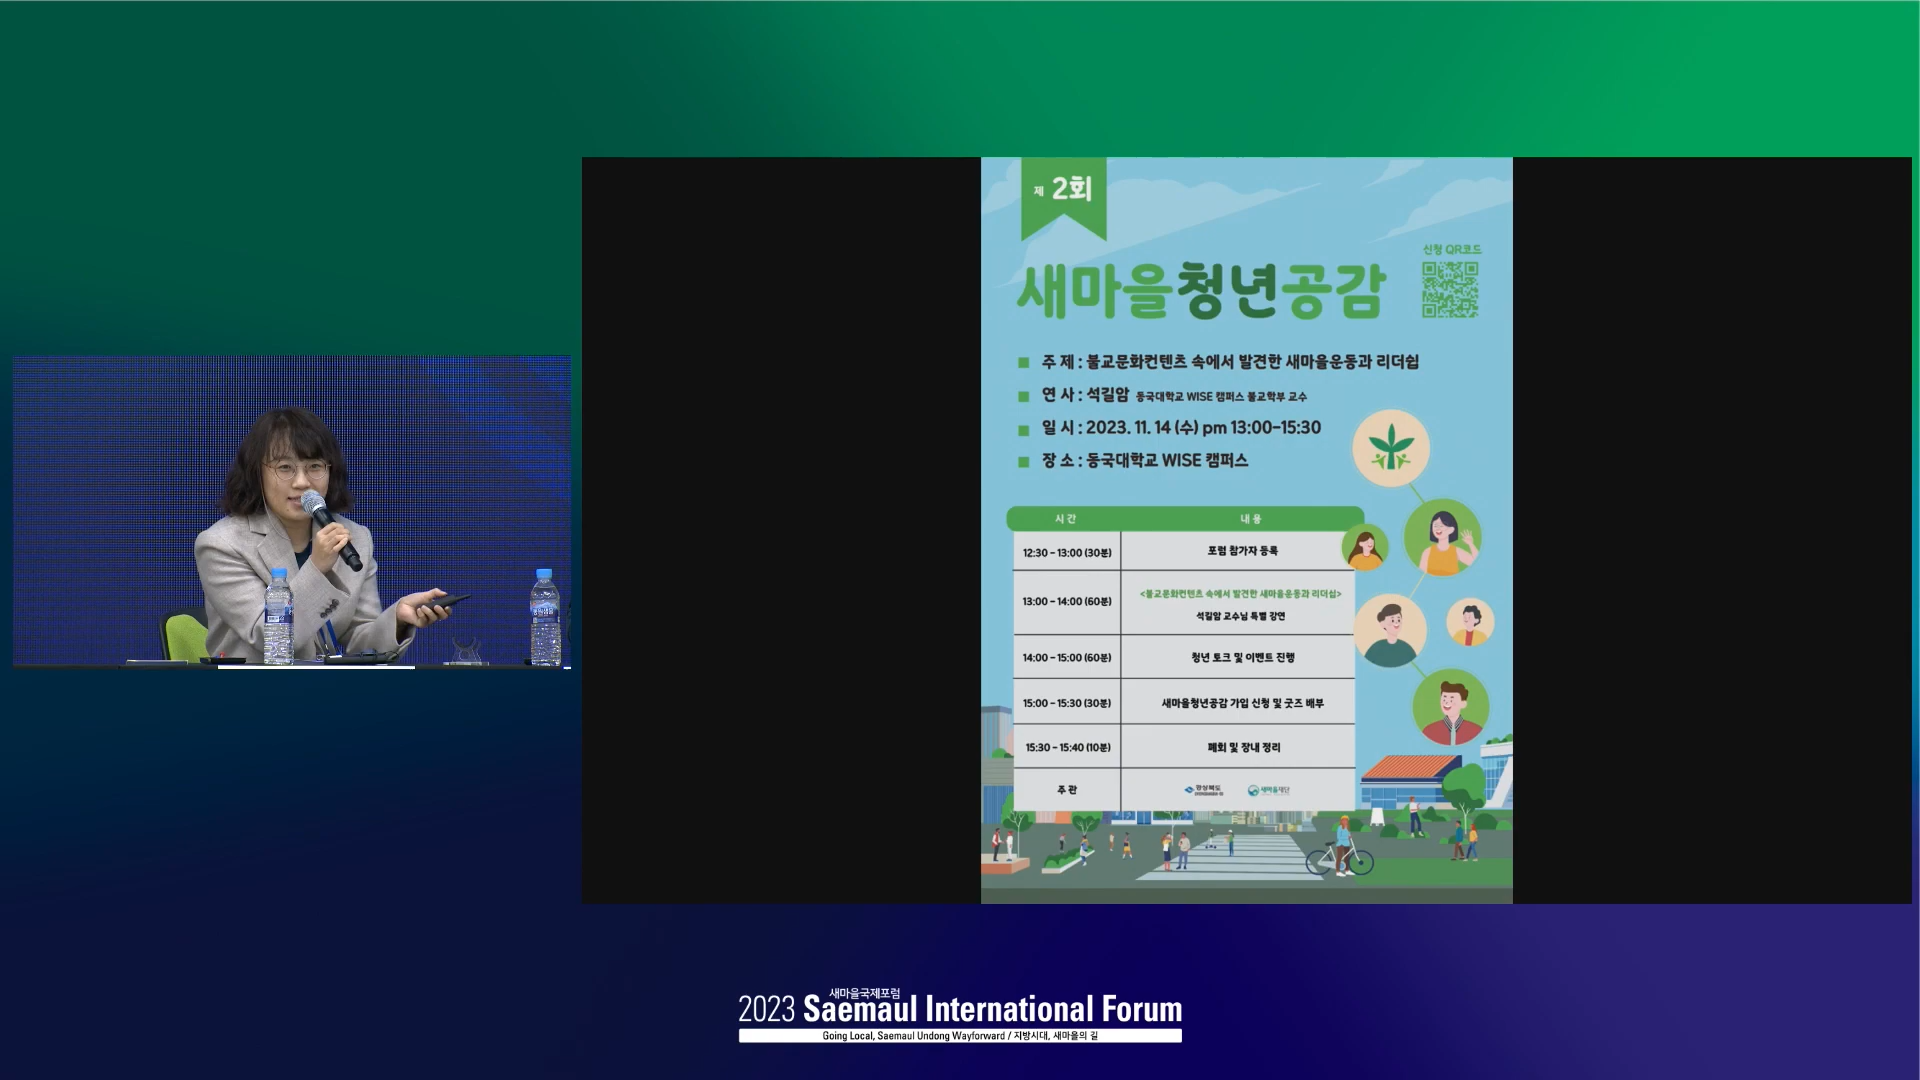 제 2회
신청 QR코드
새마을청년공감
■ 주 제 : 불교문화컨텐츠 속에서 발견한 새마을운동과 리더쉽
■ 연 사 : 석길암 동국대학교 WISE 캠퍼스 불교학부 교수
■ 일 시 : 2023. 11. 14 (수) pm 13:00-15:30
■ 장 소 : 동국대학교 WISE 캠퍼스
시 간 내 용
12:30 - 13:00 (30분) 포럼 참가자 등록
13:00 - 14:00 (60분) <불교문화컨텐츠 속에서 발견한 새마을운동과 리더십>
석길암 교수님 특별 강연
14:00 - 15:00 (60분) 청년 토크 및 이벤트 진행
15:00 - 15:30 (30분) 새마을청년공감 가입 신청 및 굿즈 배부
15:30 - 15:40 (10분) 폐회 및 장내 정리
주 관 경상북도 새마을재단
새마을국제포럼
2023 Saemaul International Forum
Going Local, Saemaul Undong Wayforward / 지방시대, 새마을의 길